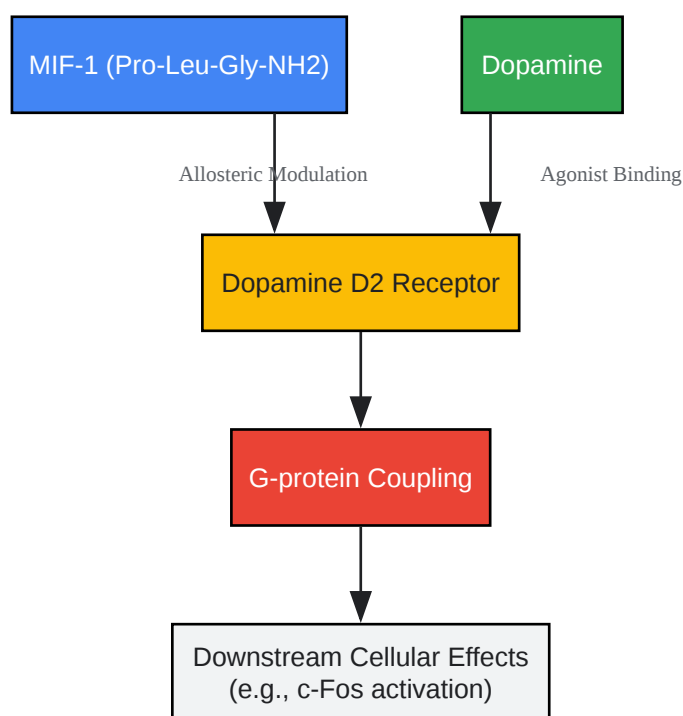 MIF-1 (Pro-Leu-Gly-NH2)
Dopamine
Allosteric Modulation
Agonist Binding
Dopamine D2 Receptor
G-protein Coupling
Downstream Cellular Effects
(e.g., c-Fos activation)